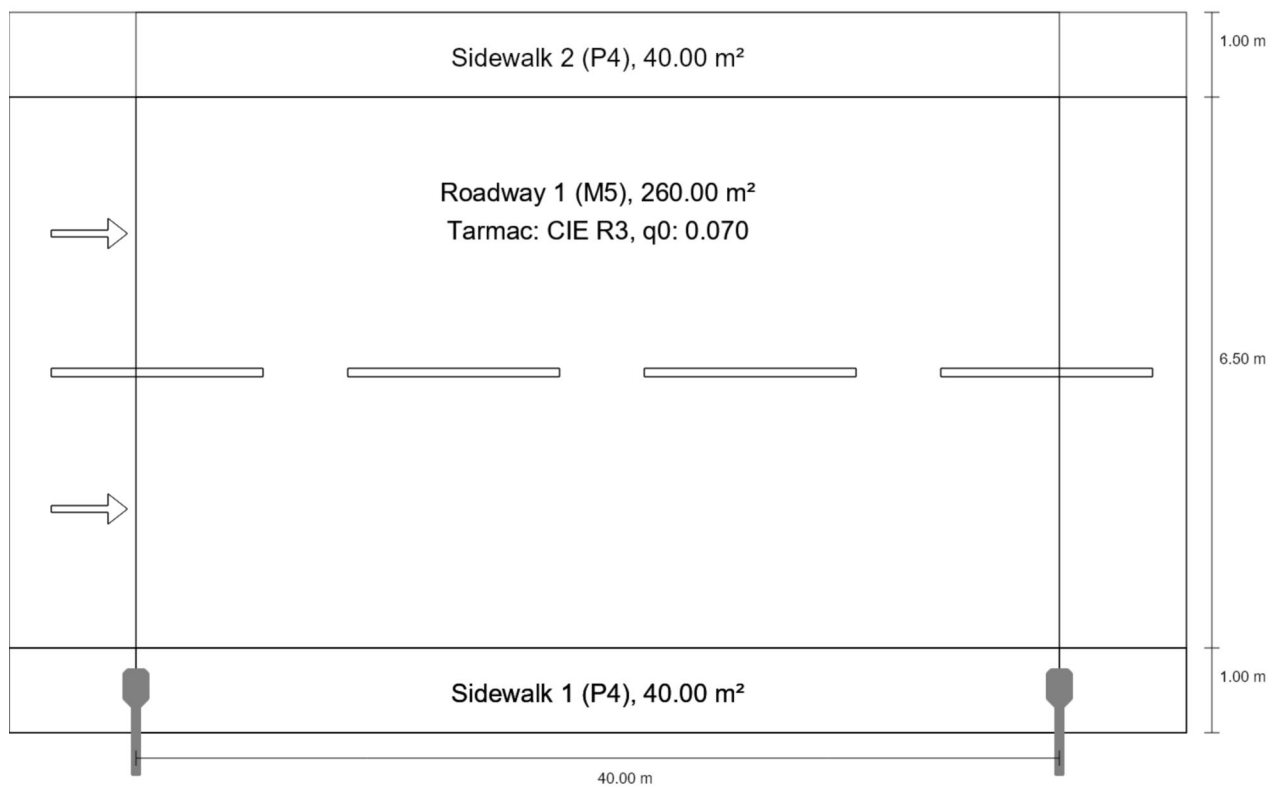 Sidewalk 2 (P4), 40.00 m²
1.00 m
Roadway 1 (M5), 260.00 m²
Tarmac: CIE R3, q0: 0.070
6.50 m
Sidewalk 1 (P4), 40.00 m²
1.00 m
40.00 m